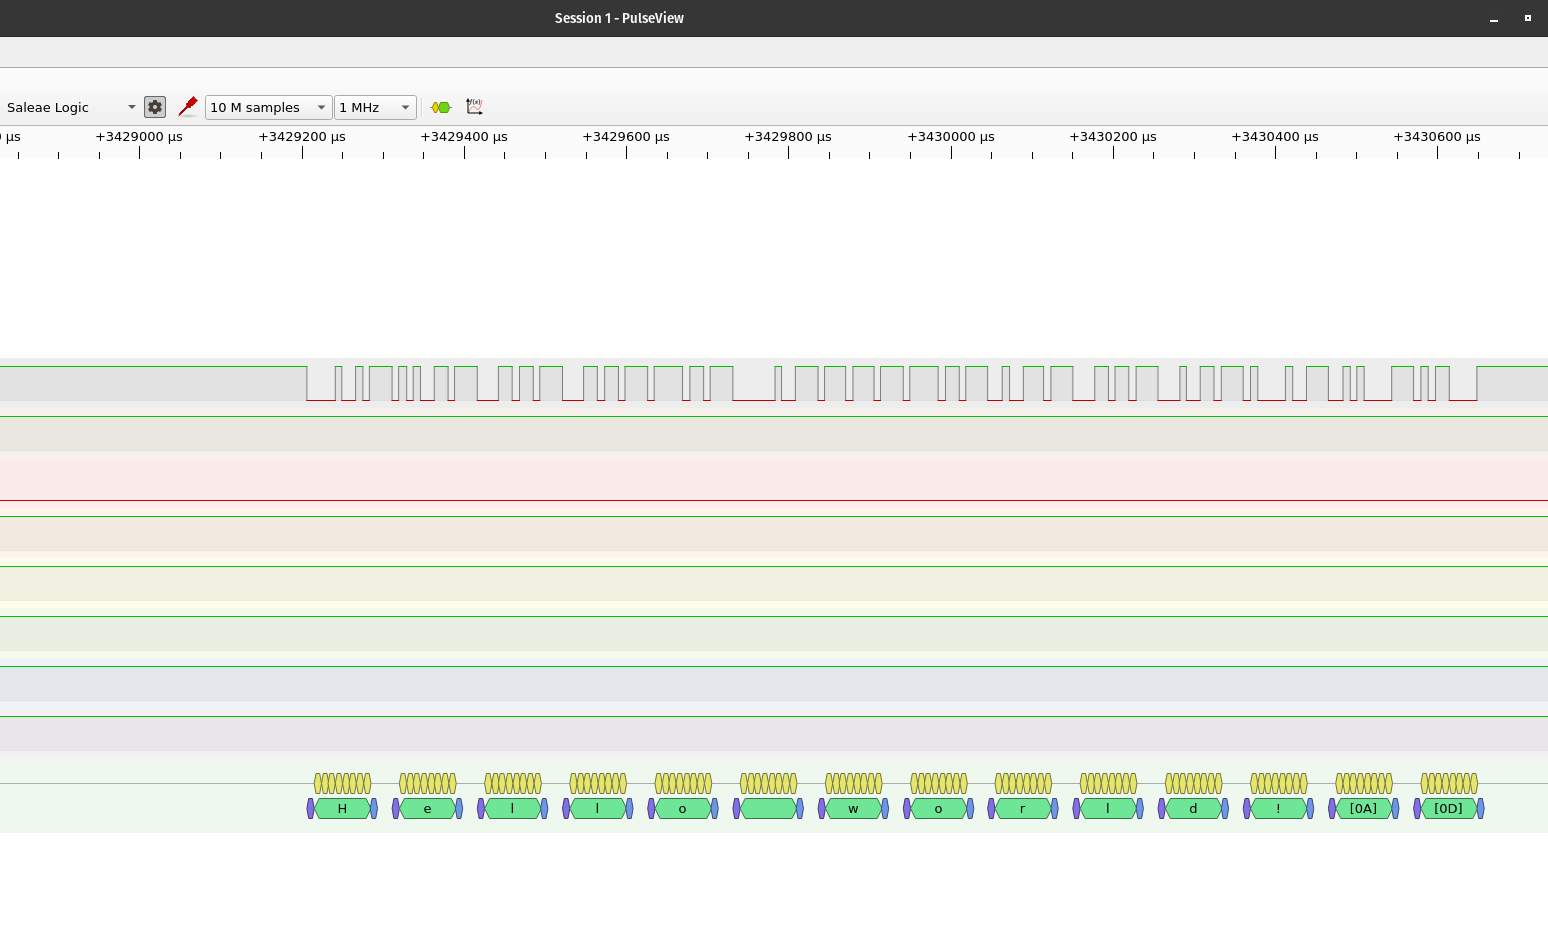 Session 1 - PulseView
Saleae Logic 10 M samples 1 MHz
µs +3429000 µs +3429200 µs +3429400 µs +3429600 µs +3429800 µs +3430000 µs +3430200 µs +3430400 µs +3430600 µs
H e l l o w o r l d ! [0A] [0D]